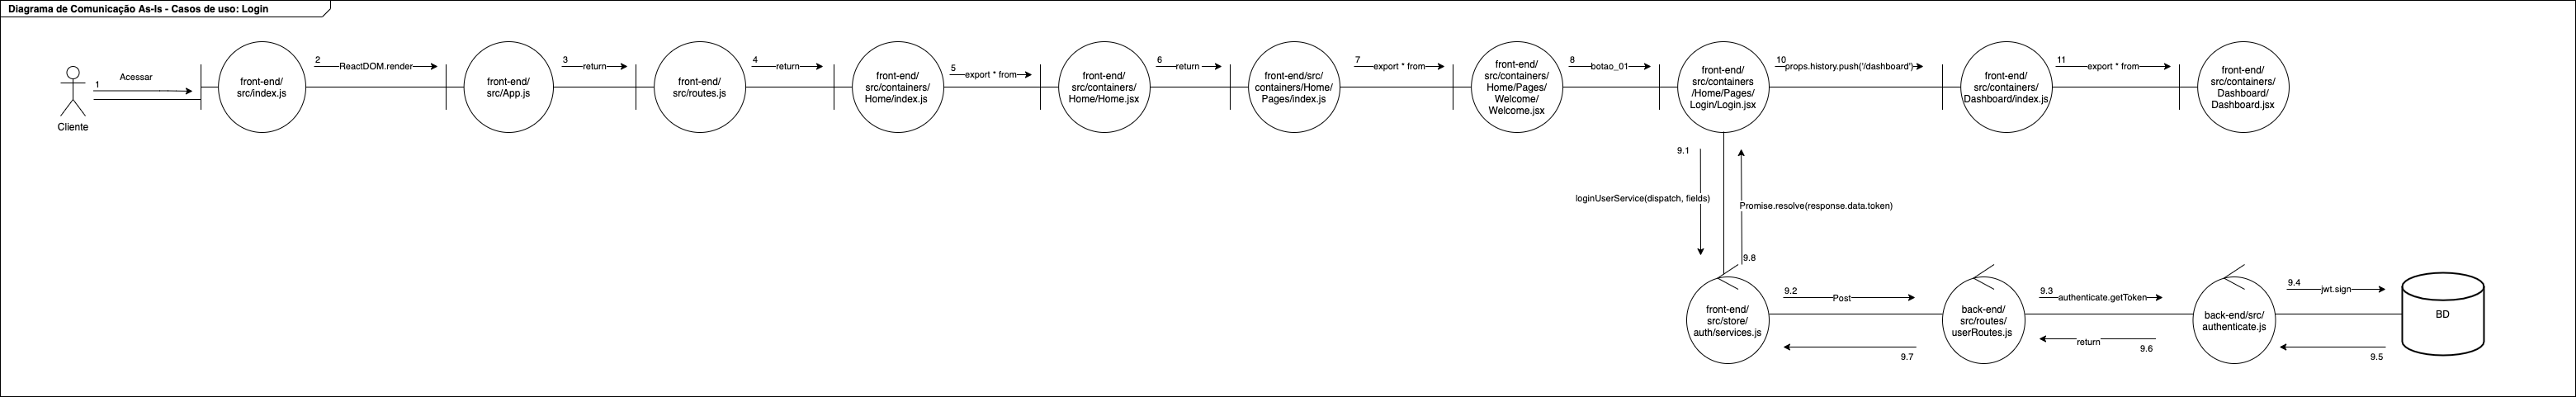 Diagrama de Comunicação As-Is - Casos de uso: Login
Cliente
1
Acessar
front-end/
src/index.js
2
ReactDOM.render
front-end/
src/App.js
3
return
front-end/
src/routes.js
4
return
front-end/
src/containers/
Home/index.js
5
export * from
front-end/
src/containers/
Home/Home.jsx
6
return
front-end/src/
containers/Home/
Pages/index.js
7
export * from
front-end/
src/containers/
Home/Pages/
Welcome/
Welcome.jsx
8
botao_01
front-end/
src/containers
/Home/Pages/
Login/Login.jsx
10
props.history.push('/dashboard')
front-end/
src/containers/
Dashboard/index.js
11
export * from
front-end/
src/containers/
Dashboard/
Dashboard.jsx
9.1
loginUserService(dispatch, fields)
Promise.resolve(response.data.token)
9.8
front-end/
src/store/
auth/services.js
9.2
Post
9.7
back-end/
src/routes/
userRoutes.js
9.3
authenticate.getToken
return
9.6
back-end/src/
authenticate.js
9.4
jwt.sign
9.5
BD